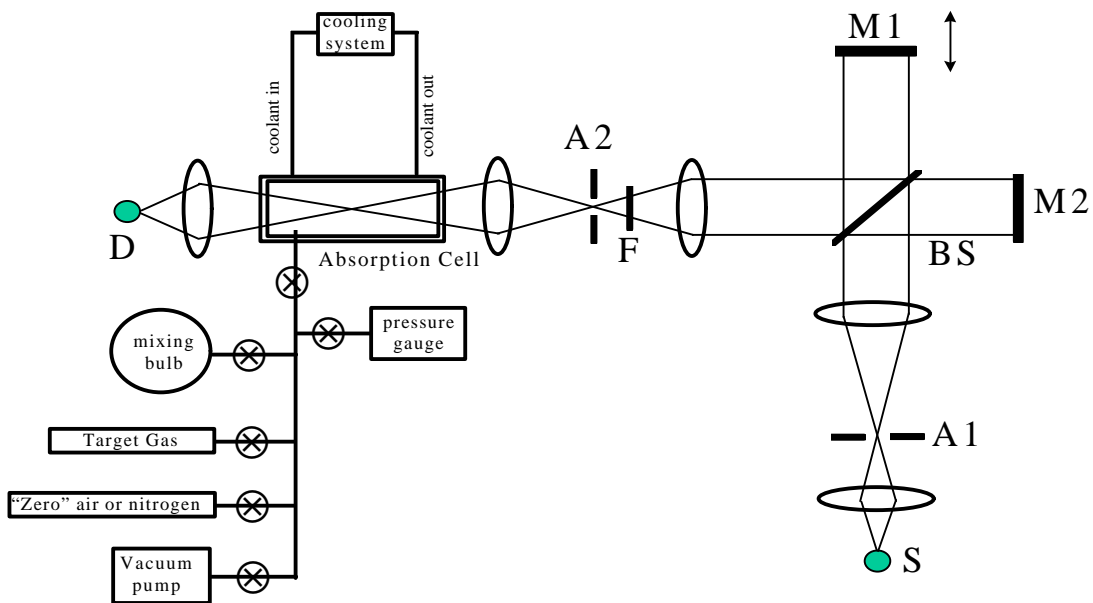 cooling
system
M1
coolant in
coolant out
A2
M2
D
F
BS
Absorption Cell
pressure
gauge
mixing
bulb
Target Gas
A1
“Zero” air or nitrogen
Vacuum
pump
S